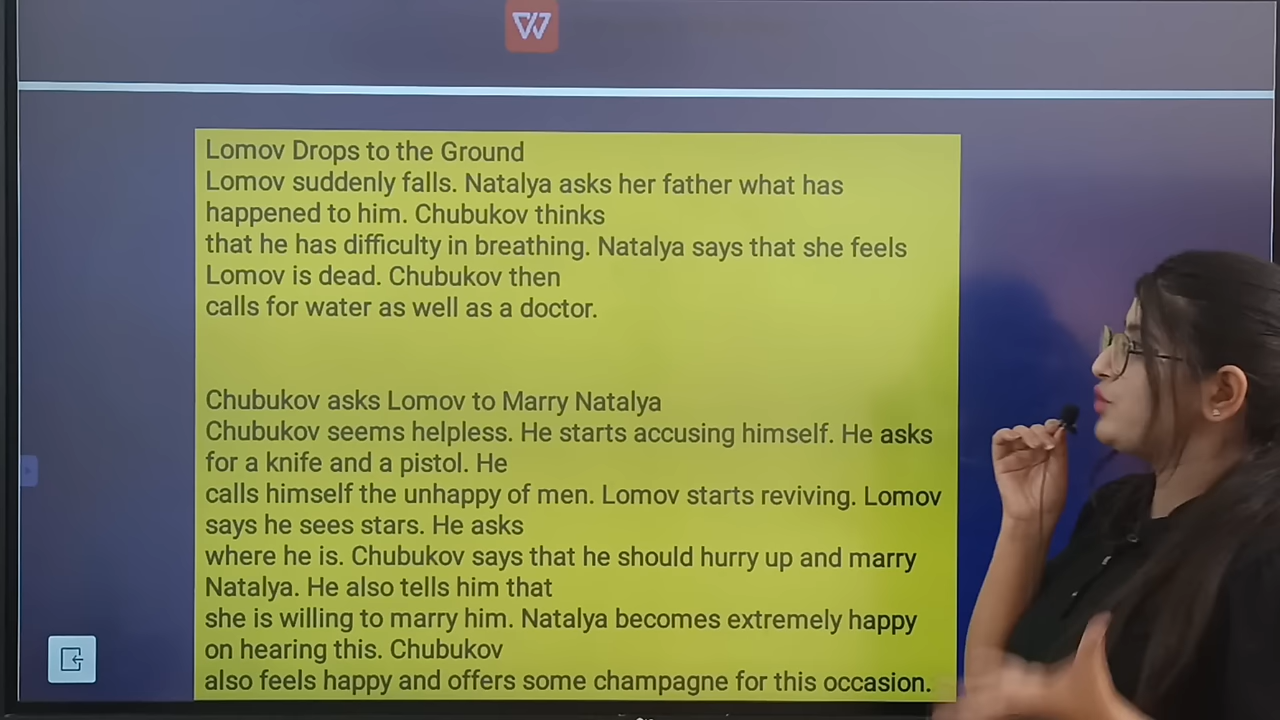 Lomov Drops to the Ground
Lomov suddenly falls. Natalya asks her father what has
happened to him. Chubukov thinks
that he has difficulty in breathing. Natalya says that she feels
Lomov is dead. Chubukov then
calls for water as well as a doctor.
Chubukov asks Lomov to Marry Natalya
Chubukov seems helpless. He starts accusing himself. He asks
for a knife and a pistol. He
calls himself the unhappy of men. Lomov starts reviving. Lomov
says he sees stars. He asks
where he is. Chubukov says that he should hurry up and marry
Natalya. He also tells him that
she is willing to marry him. Natalya becomes extremely happy
on hearing this. Chubukov
also feels happy and offers some champagne for this occasion.